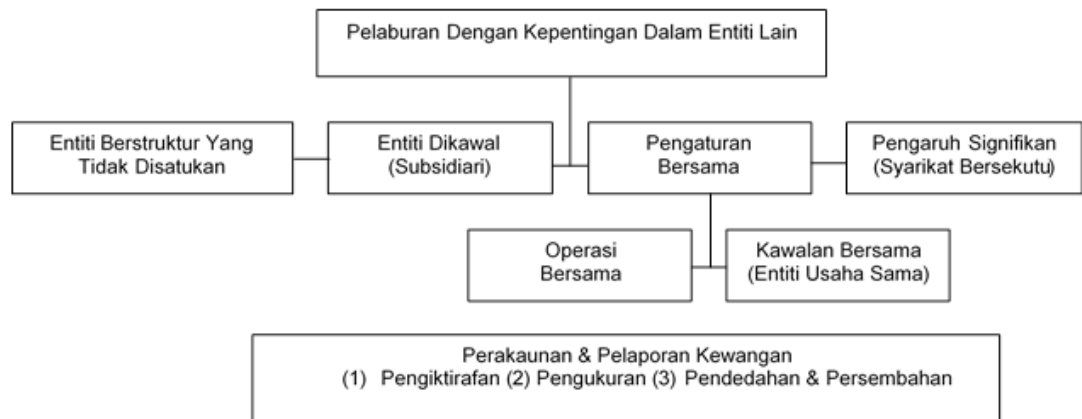 Pelaburan Dengan Kepentingan Dalam Entiti Lain
Entiti Berstruktur Yang
Tidak Disatukan
Entiti Dikawal
(Subsidiari)
Pengaturan
Bersama
Pengaruh Signifikan
(Syarikat Bersekutu)
Operasi
Bersama
Kawalan Bersama
(Entiti Usaha Sama)
Perakaunan & Pelaporan Kewangan
(1) Pengiktirafan (2) Pengukuran (3) Pendedahan & Persembahan